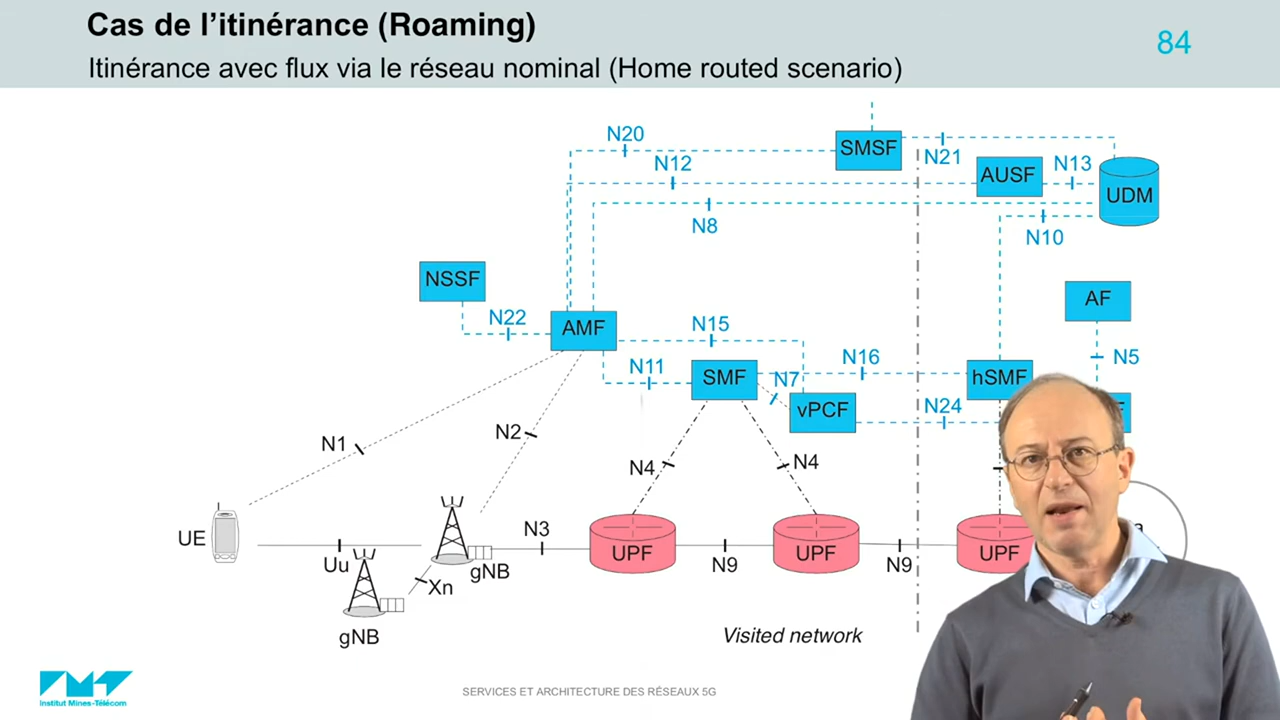 Cas de l’itinérance (Roaming)
84
Itinérance avec flux via le réseau nominal (Home routed scenario)
N20
SMSF
N21
N12
AUSF
N13
UDM
N8
N10
NSSF
AF
N22
AMF
N15
N5
N16
N11
SMF
N7
hSMF
vPCF
N24
N1
N2
N4
N4
UE
N3
UPF
UPF
UPF
Uu
gNB
N9
N9
Xn
gNB
Visited network
Institut Mines-Télécom
SERVICES ET ARCHITECTURE DES RÉSEAUX 5G